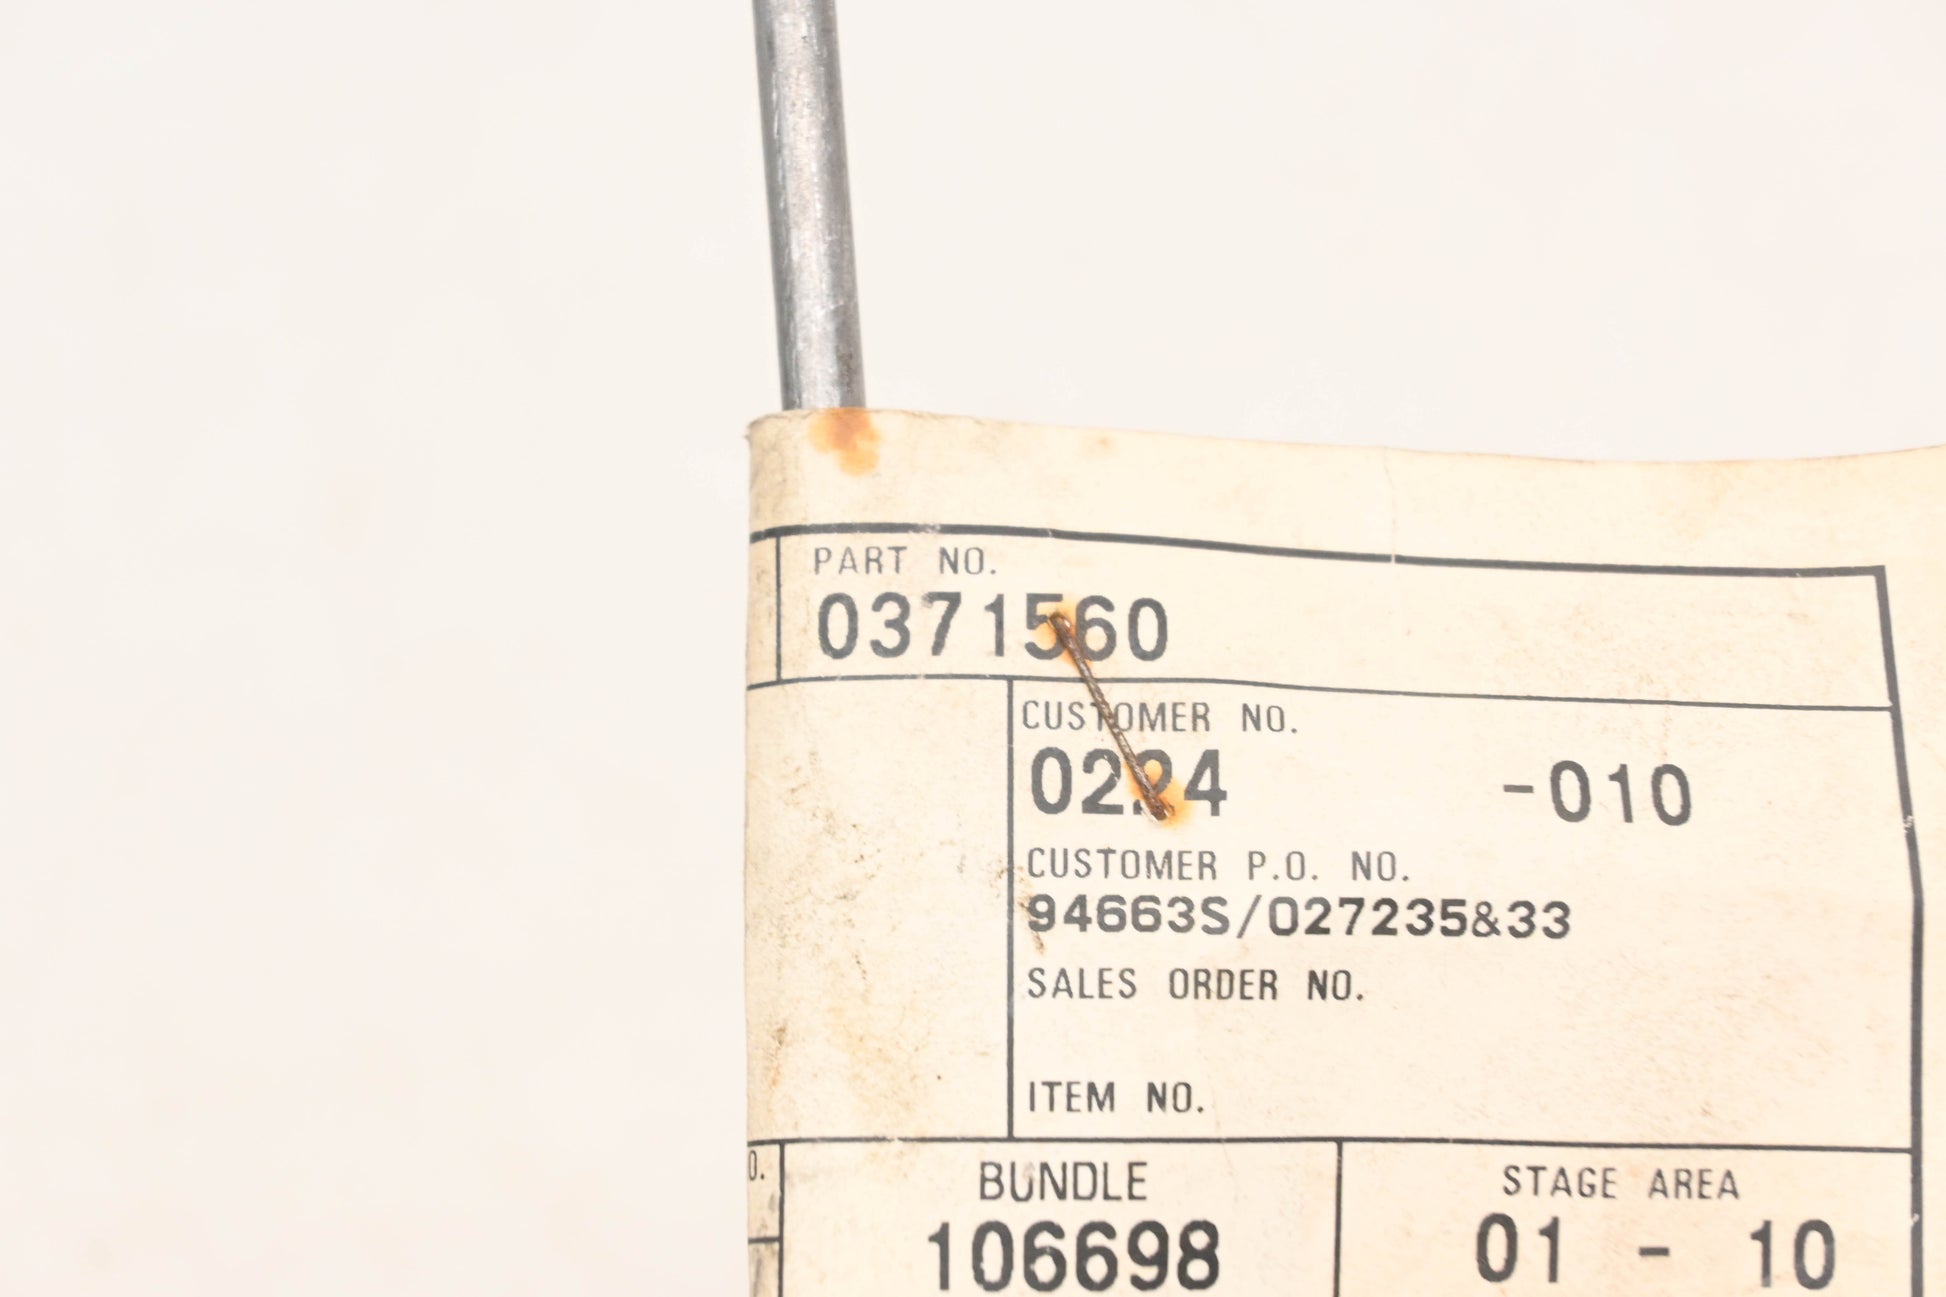 PART NO.
0371560
CUSTOMER NO.
0224 -010
CUSTOMER P.O. NO.
94663S/027235&33
SALES ORDER NO.
ITEM NO.
O. BUNDLE STAGE AREA
106698 01 - 10